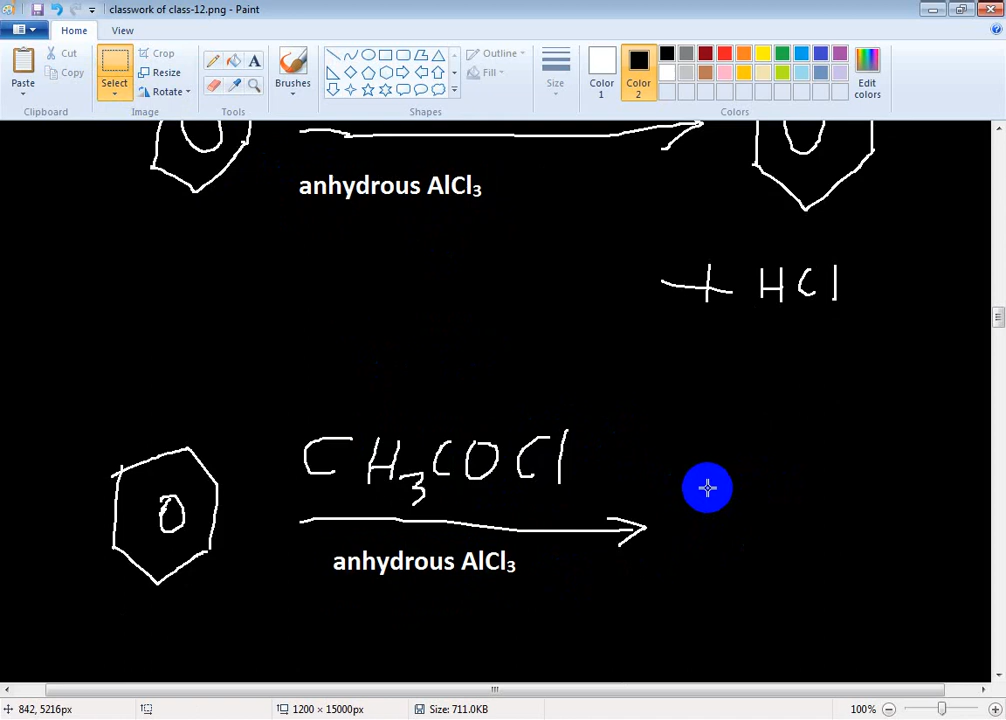 classwork of class-12.png - Paint
Home View
Paste
Cut
Copy
Clipboard
Select
Crop
Resize
Rotate
Image
A
Tools
Brushes
Shapes
Outline
Fill
Size
Color 1
Color 2
Edit colors
Colors
anhydrous AlCl₃
+ HCl
CH₃COCl
anhydrous AlCl₃
842, 5216px
1200 × 15000px
Size: 711.0KB
100%